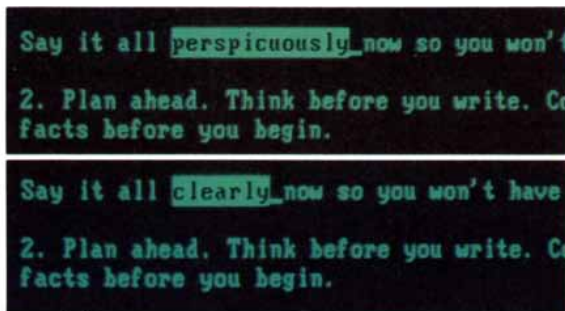 Say it all perspicuously now so you won't
2. Plan ahead. Think before you write. Co
facts before you begin.
Say it all clearly now so you won't have
2. Plan ahead. Think before you write. Co
facts before you begin.